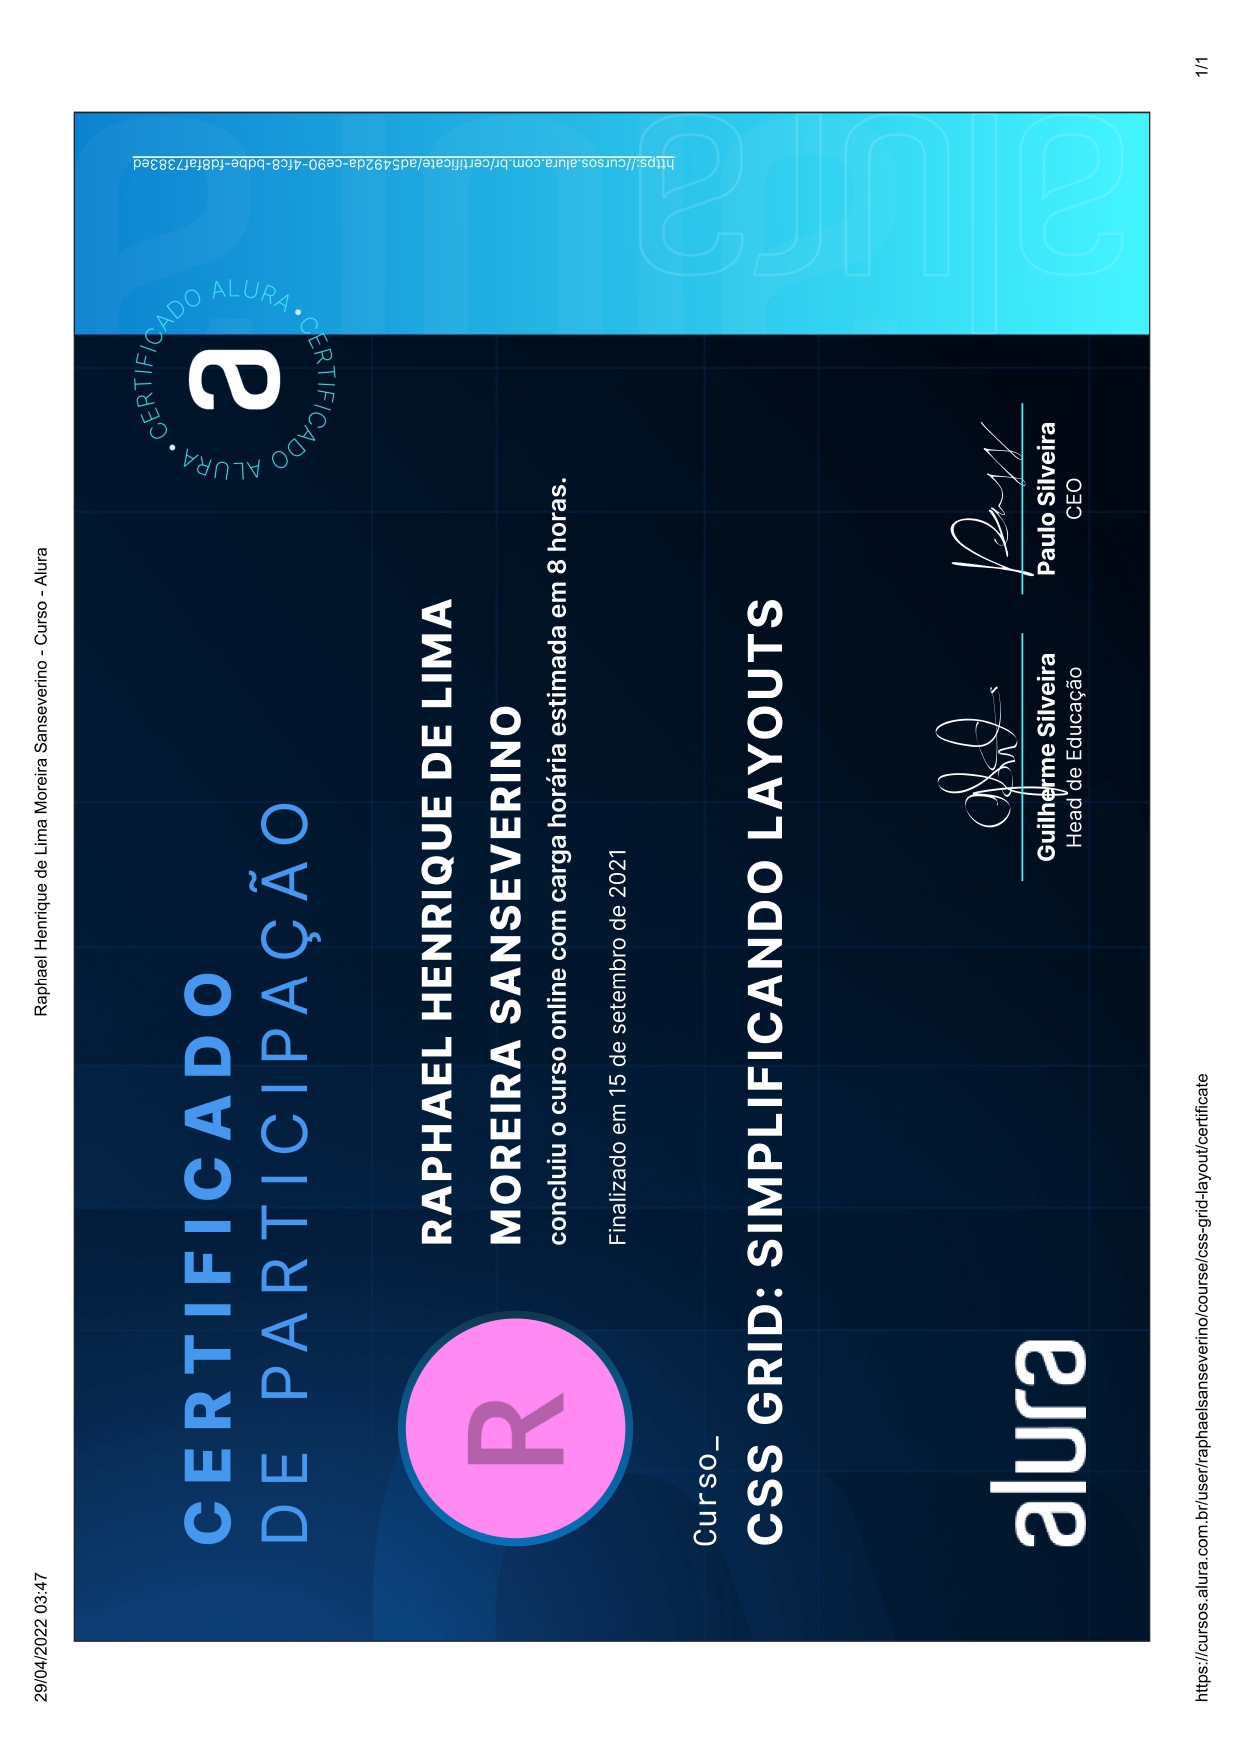 29/04/2022 03:47
Raphael Henrique de Lima Moreira Sanseverino - Curso - Alura
CERTIFICADO
DE PARTICIPAÇÃO
• CERTIFICADO ALURA • CERTIFICADO ALURA
a
https://cursos.alura.com.br/certificate/ad5492da-ce90-4fc8-bdbe-fd8faf7383ed
R
RAPHAEL HENRIQUE DE LIMA
MOREIRA SANSEVERINO
concluiu o curso online com carga horária estimada em 8 horas.
Finalizado em 15 de setembro de 2021
Curso_
CSS GRID: SIMPLIFICANDO LAYOUTS
alura
alura
Guilherme Silveira
Head de Educação
Paulo Silveira
CEO
https://cursos.alura.com.br/user/raphaelsanseverino/course/css-grid-layout/certificate
1/1